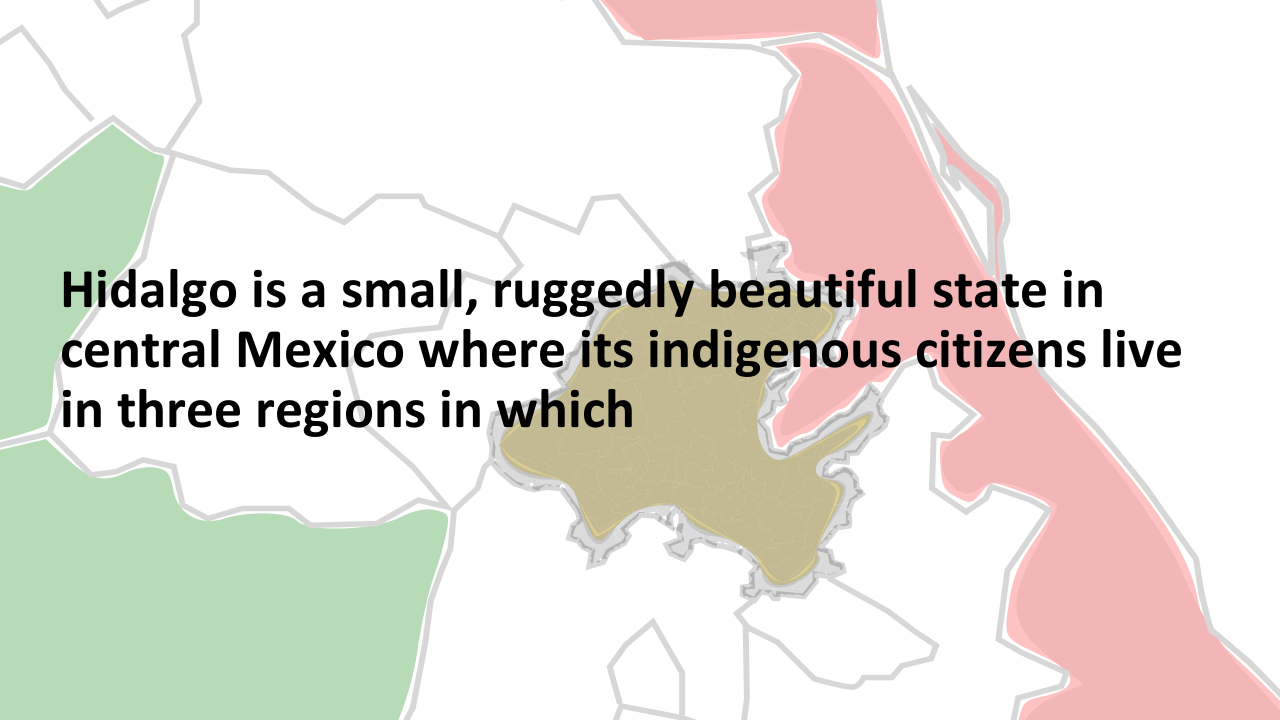 Hidalgo is a small, ruggedly beautiful state in
central Mexico where its indigenous citizens live
in three regions in which